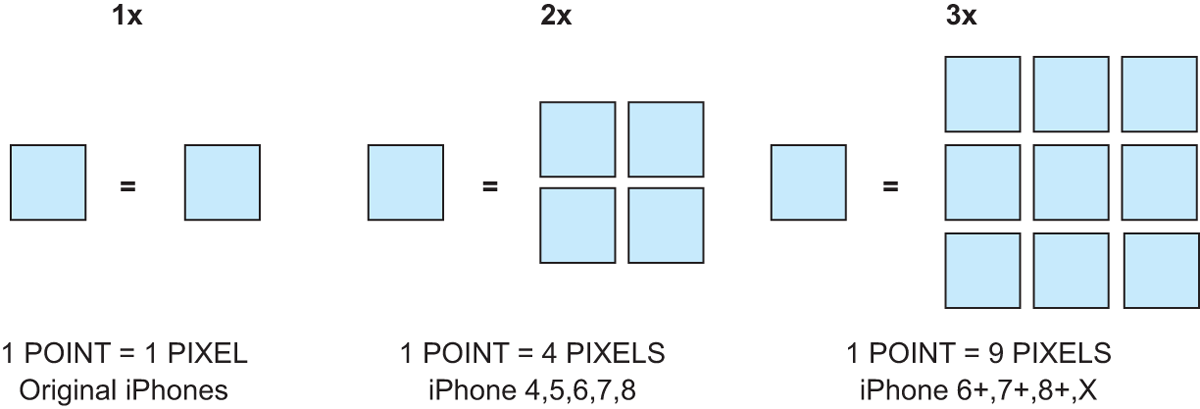 1x
2x
3x
=
=
=
1 POINT = 1 PIXEL
Original iPhones
1 POINT = 4 PIXELS
iPhone 4,5,6,7,8
1 POINT = 9 PIXELS
iPhone 6+,7+,8+,X